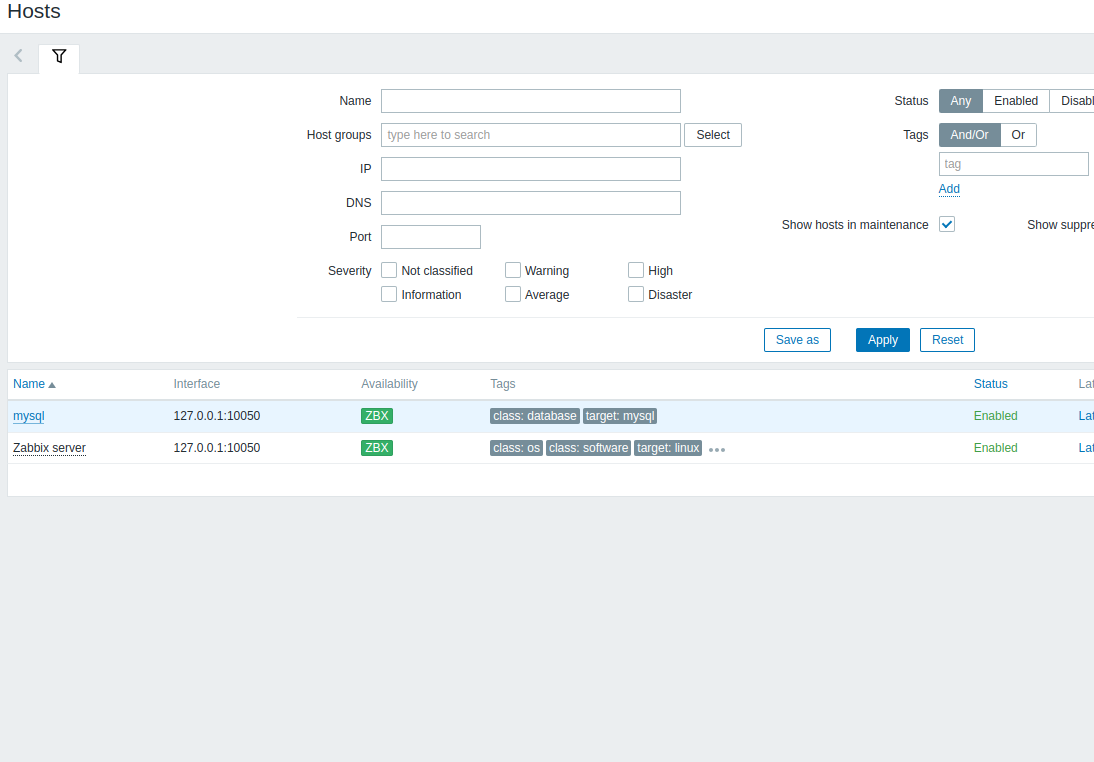 Hosts
Name
Status Any Enabled Disabl
Host groups type here to search Select
Tags And/Or Or
IP
tag
DNS
Add
Port
Show hosts in maintenance Show suppre
Severity Not classified Warning High
Information Average Disaster
Save as Apply Reset
Name Interface Availability Tags Status Lat
mysql 127.0.0.1:10050 ZBX class: database target: mysql Enabled Lat
Zabbix server 127.0.0.1:10050 ZBX class: os class: software target: linux ••• Enabled Lat